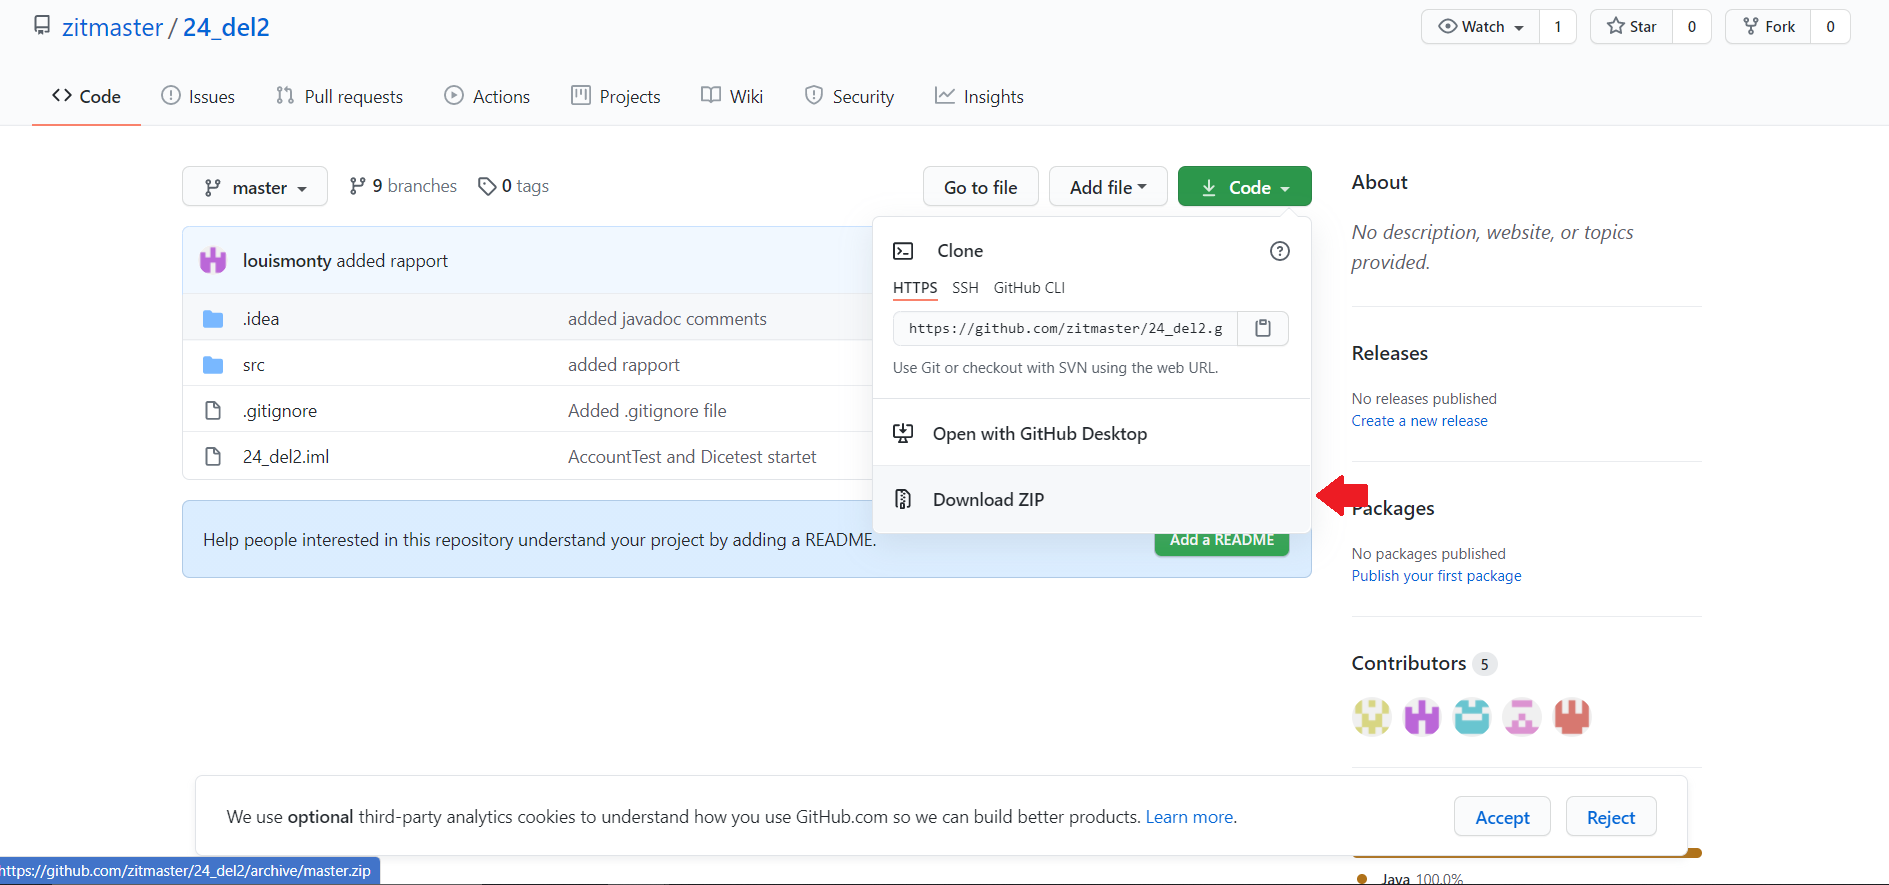 zitmaster / 24_del2
Watch 1 Star 0 Fork 0
Code Issues Pull requests Actions Projects Wiki Security Insights
master 9 branches 0 tags Go to file Add file Code
louismonty added rapport
.idea added javadoc comments
src added rapport
.gitignore Added .gitignore file
24_del2.iml AccountTest and Dicetest startet
Help people interested in this repository understand your project by adding a README. Add a README
Clone
HTTPS SSH GitHub CLI
https://github.com/zitmaster/24_del2.g
Use Git or checkout with SVN using the web URL.
Open with GitHub Desktop
Download ZIP
About
No description, website, or topics
provided.
Releases
No releases published
Create a new release
Packages
No packages published
Publish your first package
Contributors 5
We use optional third-party analytics cookies to understand how you use GitHub.com so we can build better products. Learn more.
Accept Reject
https://github.com/zitmaster/24_del2/archive/master.zip
Java 100.0%